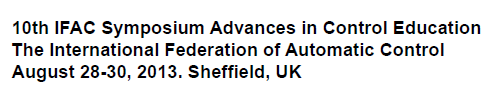 10th IFAC Symposium Advances in Control Education
The International Federation of Automatic Control
August 28-30, 2013. Sheffield, UK